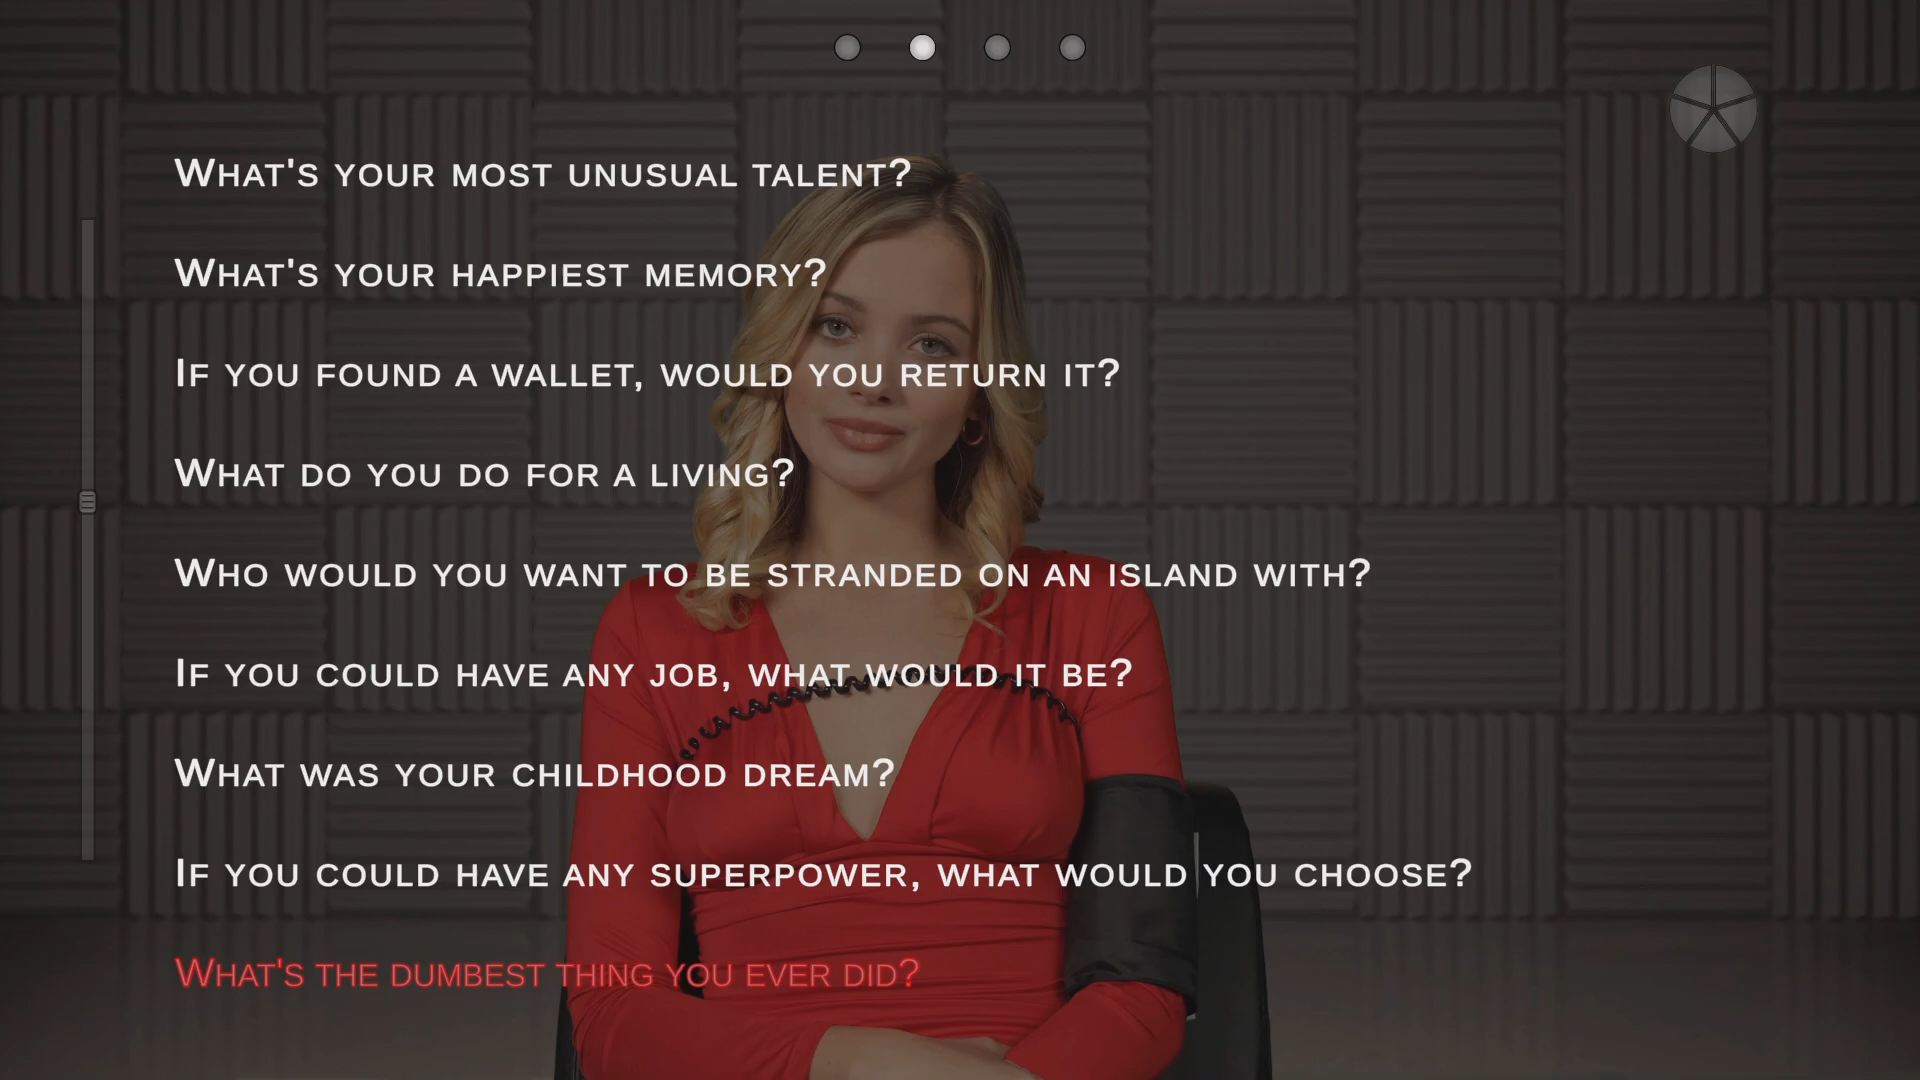 What's your most unusual talent?
What's your happiest memory?
If you found a wallet, would you return it?
What do you do for a living?
Who would you want to be stranded on an island with?
If you could have any job, what would it be?
What was your childhood dream?
If you could have any superpower, what would you choose?
What's the dumbest thing you ever did?